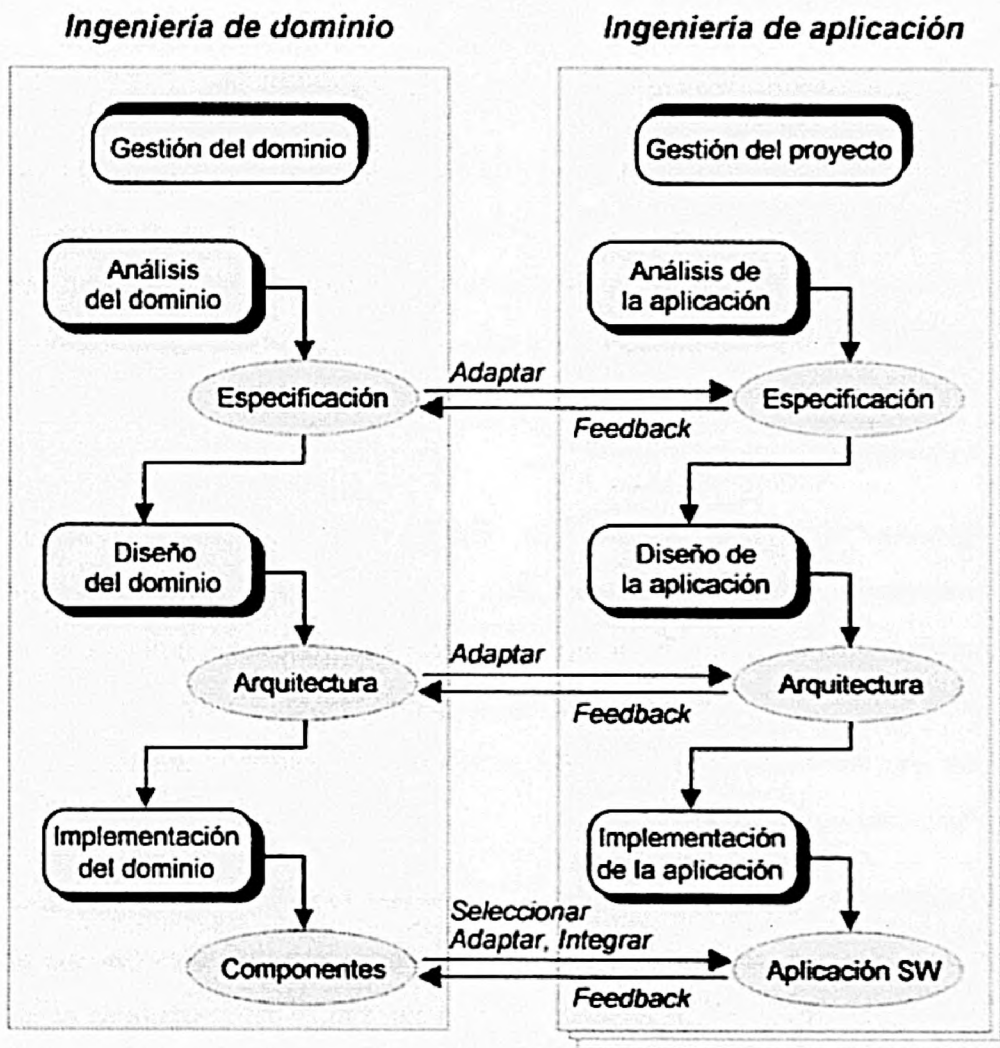 Ingeniería de dominio
Ingeniería de aplicación
Gestión del dominio
Gestión del proyecto
Análisis
del dominio
Análisis de
la aplicación
Especificación
Adaptar
Feedback
Especificación
Diseño
del dominio
Diseño de
la aplicación
Arquitectura
Adaptar
Feedback
Arquitectura
Implementación
del dominio
Implementación
de la aplicación
Componentes
Seleccionar
Adaptar, Integrar
Feedback
Aplicación SW